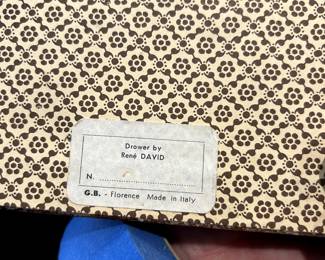 Drower by
René DAVID
N.
G.B. - Florence Made in Italy